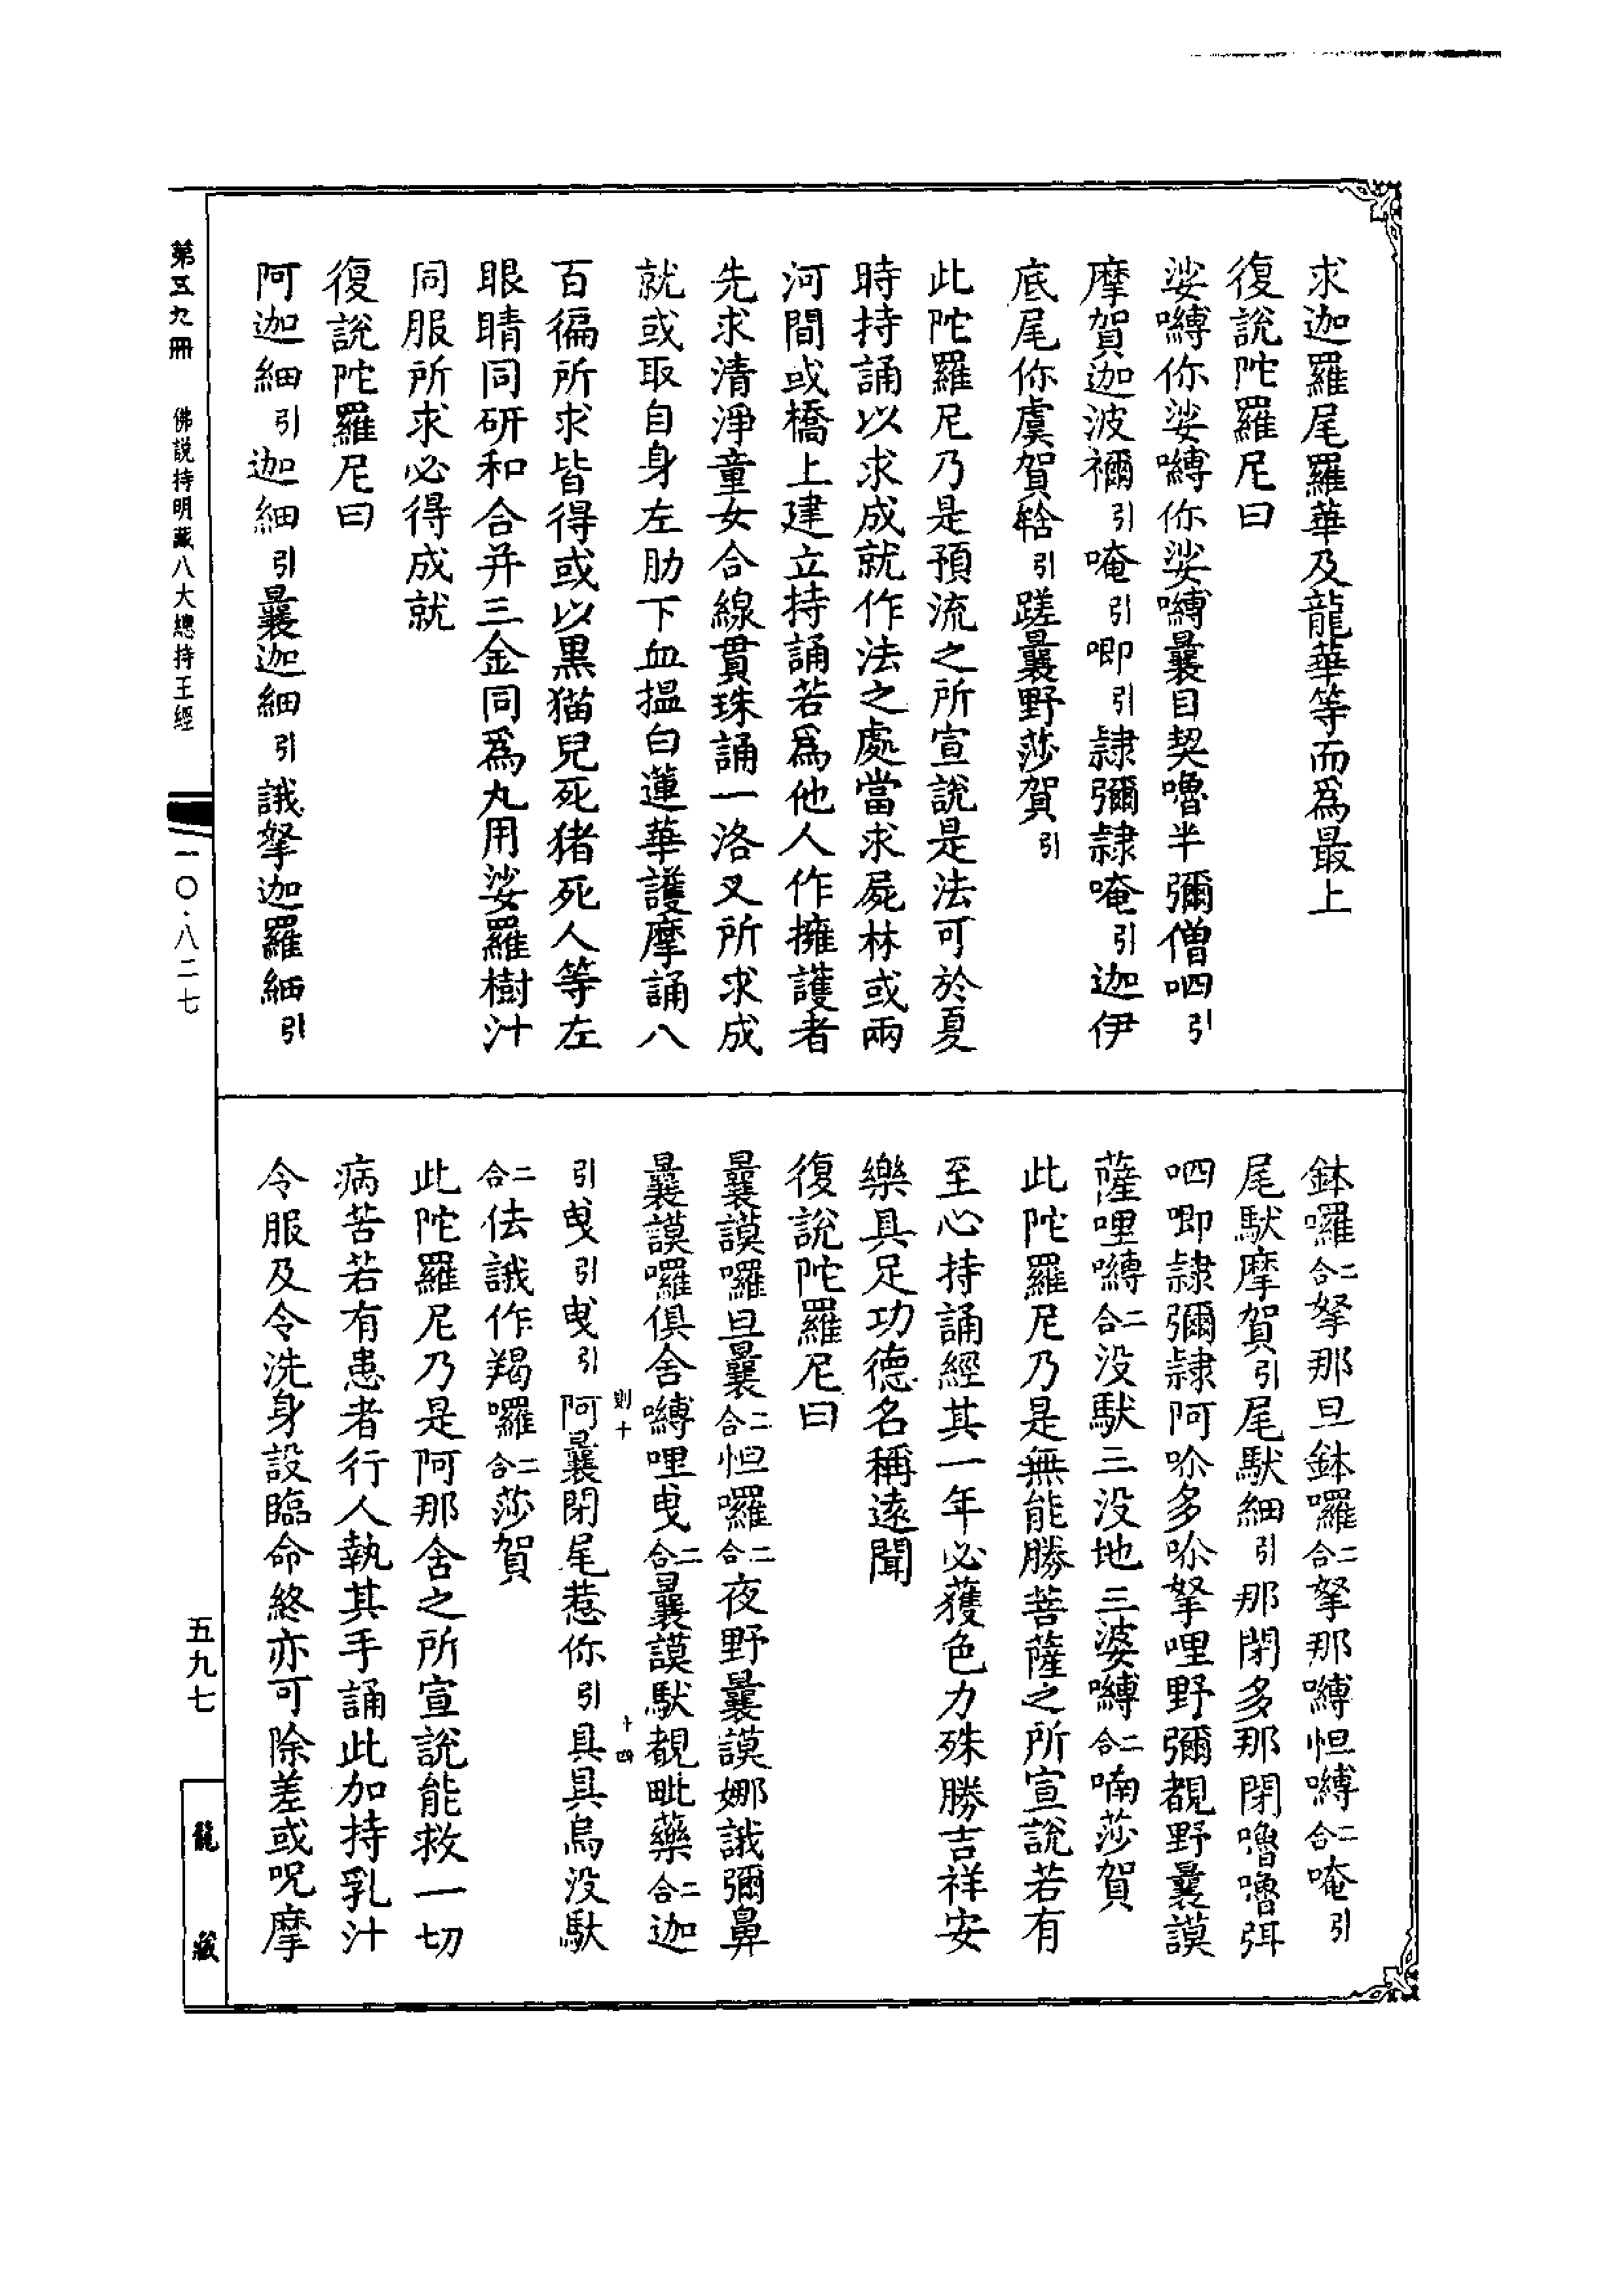 求迦羅尾羅華及龍華等而為最上
復說陀羅尼曰
娑嚩你娑嚩你娑嚩曩目契嚕半彌僧呬引
摩賀迦波禰引唵引唧引隷彌隷唵引迦伊
底尾你虞賀輅引蹉曩野莎賀引
此陀羅尼乃是預流之所宣說是法可於夏
時持誦以求成就作法之處當求屍林或兩
河間或橋上建立持誦若為他人作擁護者
先求清淨童女合線貫珠誦一洛叉所求成
就或取自身左肋下血搵白蓮華護摩誦八
百徧所求皆得或以黑猫兒死猪死人等左
眼睛同研和合并三金同為丸用娑羅樹汁
同服所求必得成就
復說陀羅尼曰
阿迦細引迦細引曩迦細引誐拏迦羅細引
鉢囉二合拏那旦鉢囉二合拏那嚩怛嚩二合唵引
尾馱摩賀引尾馱細引那閉多那閉嚕嚕弭
呬唧隷彌隷阿吩多吩拏哩野彌覩野曩謨
薩哩嚩二合没馱三没地三婆嚩二合喃莎賀
此陀羅尼乃是無能勝菩薩之所宣說若有
至心持誦經其一年必獲色力殊勝吉祥安
樂具足功德名稱遠聞
復說陀羅尼曰
曩謨囉旦曩二合怛囉二合夜野曩謨娜誐彌鼻
曩謨囉俱舍嚩哩曳二合曩謨馱覩毗藥二合迦
引曳引曳引阿曩閉尾惹你引具具烏没馱
二合佉誐作羯囉二合莎賀
此陀羅尼乃是阿那舍之所宣說能救一切
病苦若有患者行人執其手誦此加持乳汁
令服及令洗身設臨命終亦可除差或呪摩
則十
十四
第五九冊 佛說持明藏八大總持王經
一〇·八二七
五九七
龍藏